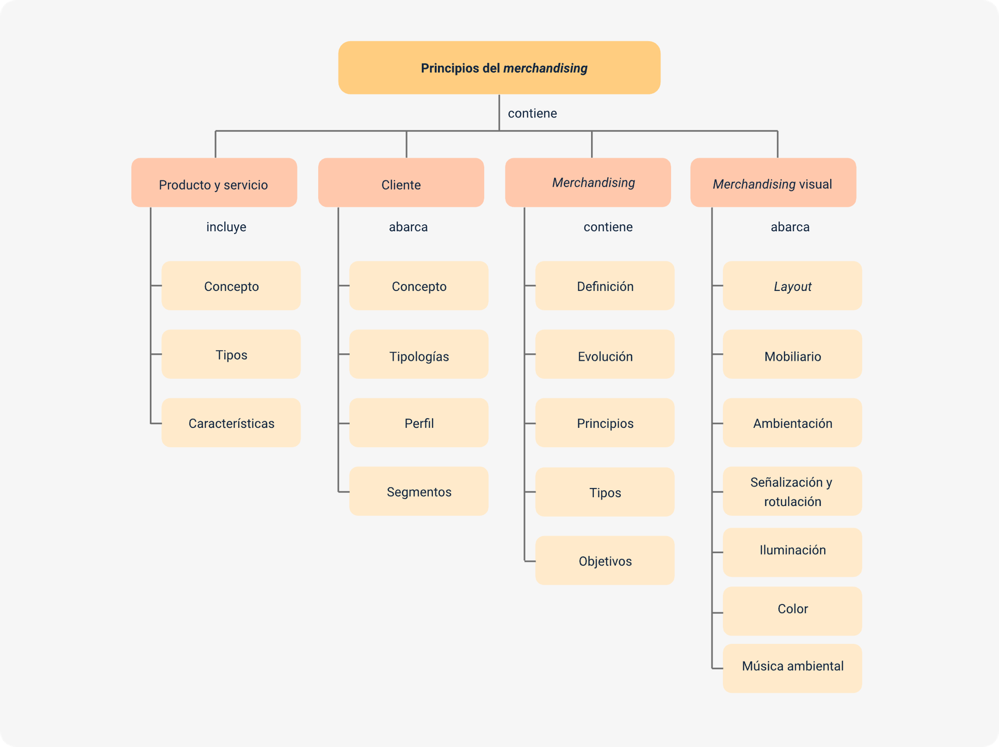 Principios del merchandising
contiene
Producto y servicio
incluye
Concepto
Tipos
Características
Cliente
abarca
Concepto
Tipologías
Perfil
Segmentos
Merchandising
contiene
Definición
Evolución
Principios
Tipos
Objetivos
Merchandising visual
abarca
Layout
Mobiliario
Ambientación
Señalización y
rotulación
Iluminación
Color
Música ambiental